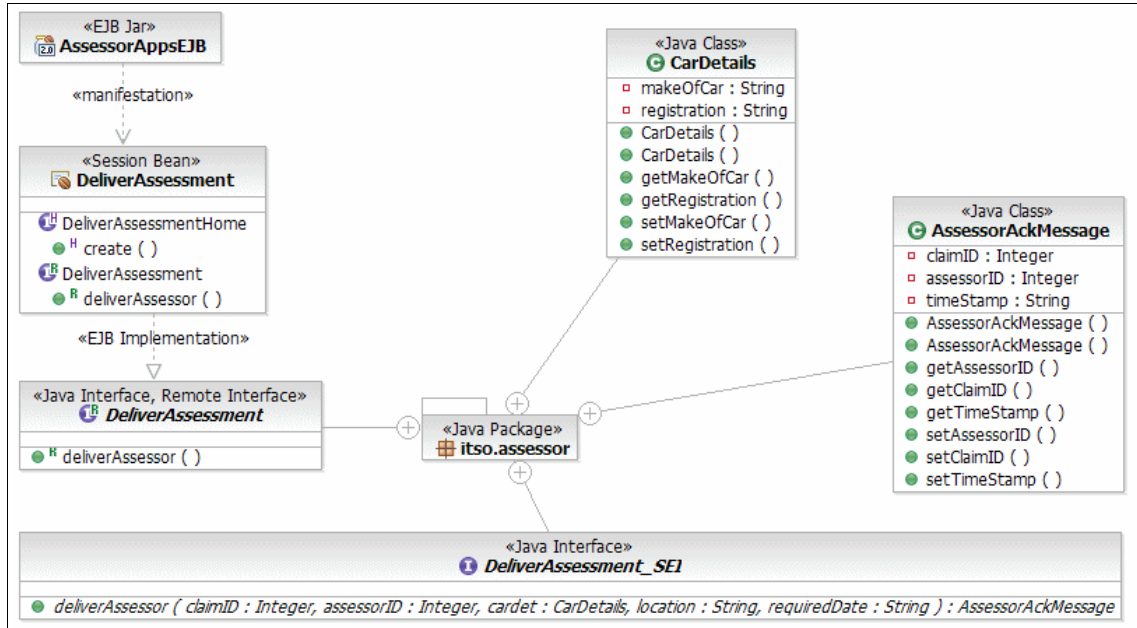 «EJB Jar»
2.0 AssessorAppsEJB
«manifestation»
«Session Bean»
DeliverAssessment
DeliverAssessmentHome
H create ( )
DeliverAssessment
R deliverAssessor ( )
«EJB Implementation»
«Java Interface, Remote Interface»
DeliverAssessment
R deliverAssessor ( )
«Java Class»
CarDetails
makeOfCar : String
registration : String
CarDetails ( )
CarDetails ( )
getMakeOfCar ( )
getRegistration ( )
setMakeOfCar ( )
setRegistration ( )
«Java Class»
AssessorAckMessage
claimID : Integer
assessorID : Integer
timeStamp : String
AssessorAckMessage ( )
AssessorAckMessage ( )
getAssessorID ( )
getClaimID ( )
getTimeStamp ( )
setAssessorID ( )
setClaimID ( )
setTimeStamp ( )
«Java Package»
itso.assessor
«Java Interface»
DeliverAssessment_SEI
deliverAssessor ( claimID : Integer, assessorID : Integer, cardet : CarDetails, location : String, requiredDate : String ) : AssessorAckMessage